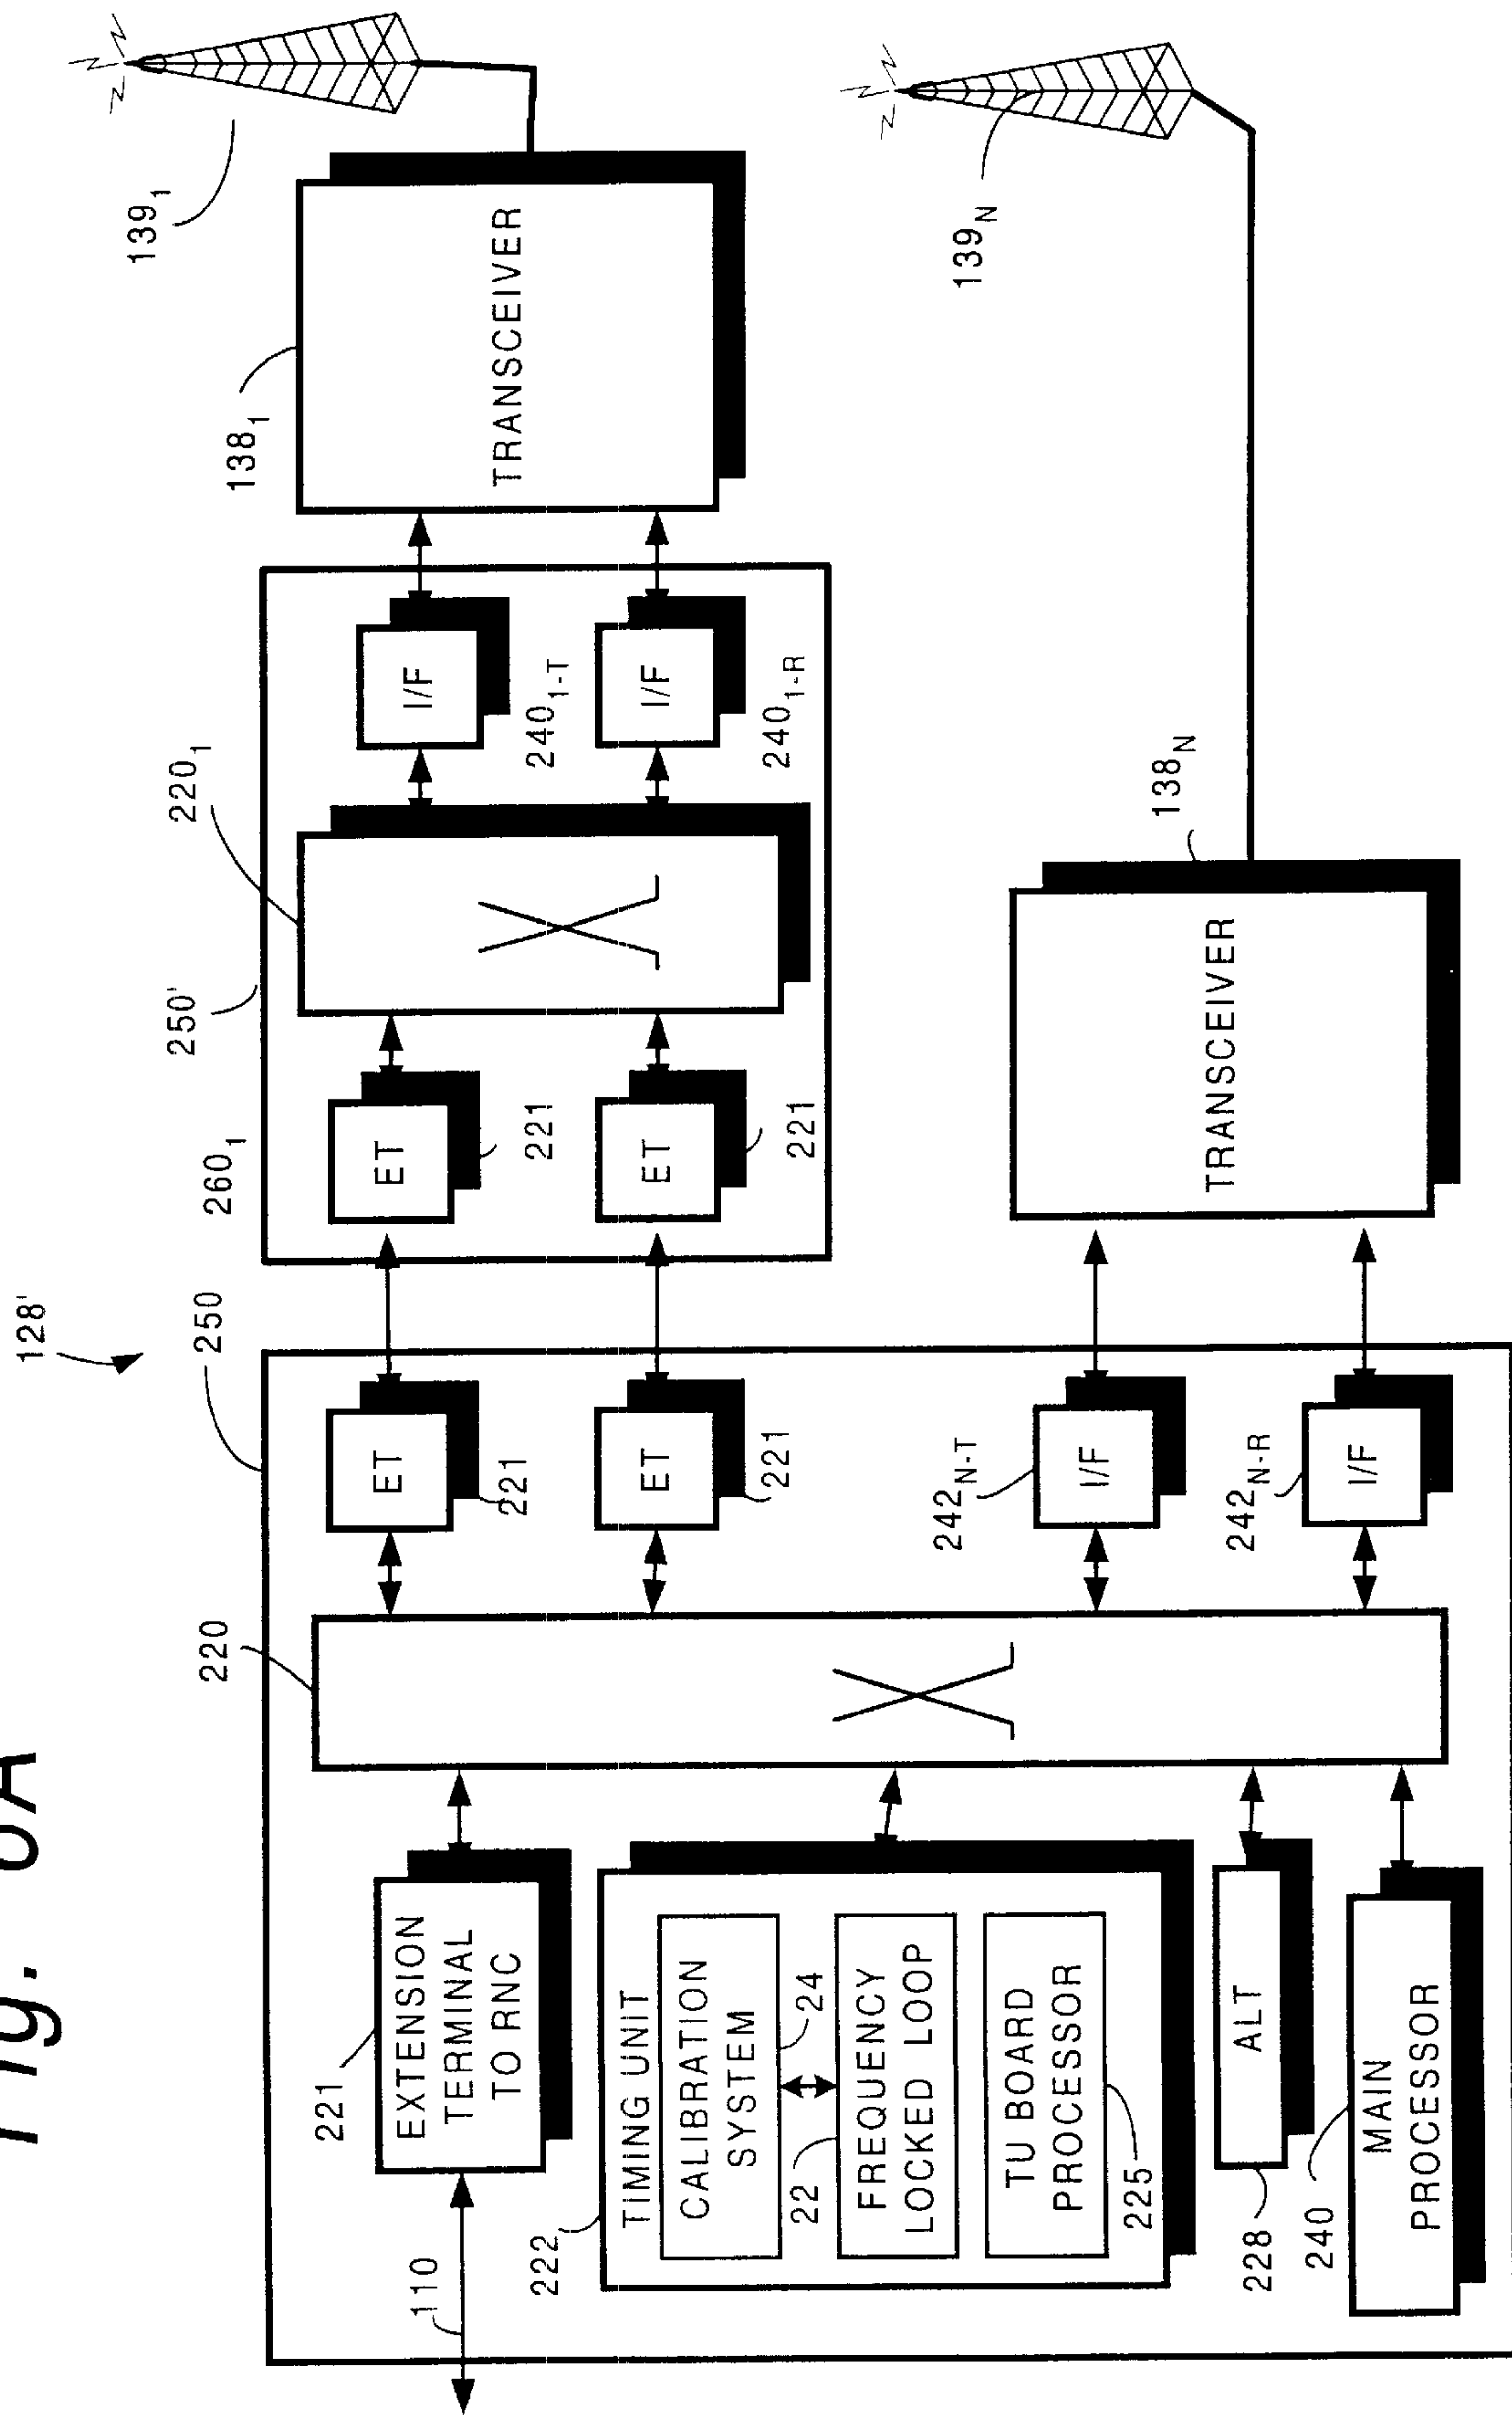 128'
250
220
221
EXTENSION
TERMINAL
TO RNC
110
222
TIMING UNIT
CALIBRATION
SYSTEM
24
22
FREQUENCY
LOCKED LOOP
TU BOARD
PROCESSOR
225
228
ALT
240
MAIN
PROCESSOR
ET
221
ET
221
242N-T
I/F
242N-R
I/F
260₁
250'
220₁
ET
221
ET
221
I/F
240₁-T
I/F
240₁-R
138₁
TRANSCEIVER
139₁
138N
TRANSCEIVER
139N